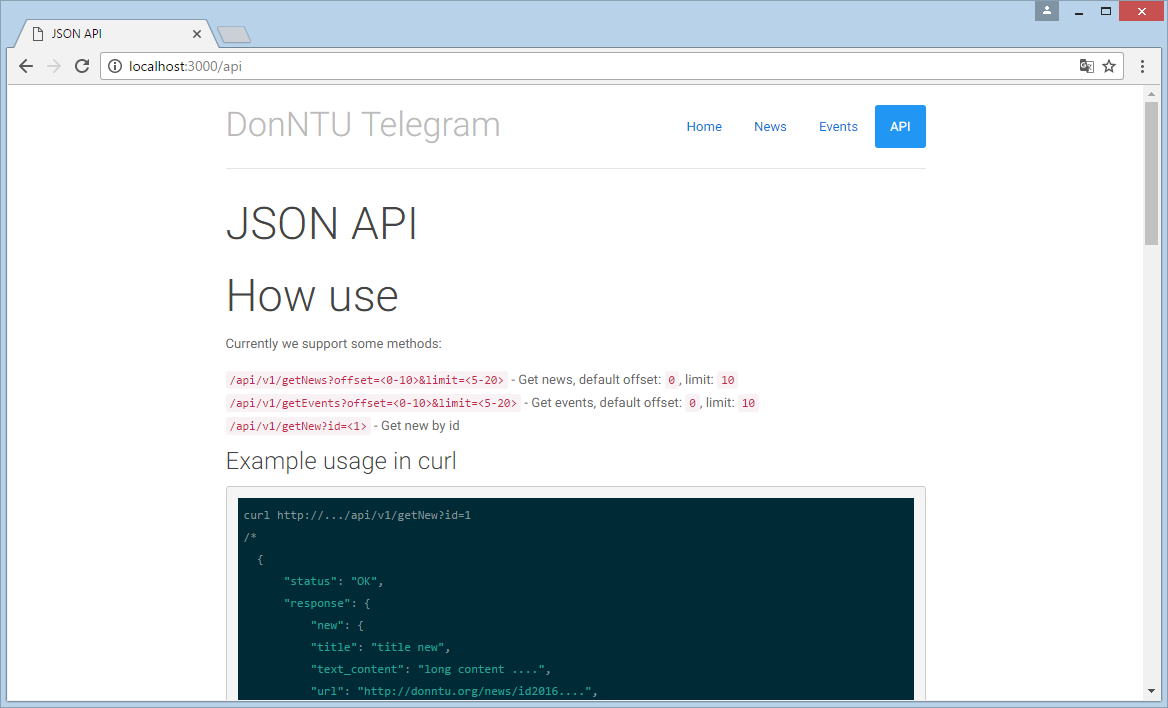 JSON API
localhost:3000/api
DonNTU Telegram
Home News Events API
JSON API
How use
Currently we support some methods:
/api/v1/getNews?offset=<0-10>&limit=<5-20> - Get news, default offset: 0 , limit: 10
/api/v1/getEvents?offset=<0-10>&limit=<5-20> - Get events, default offset: 0 , limit: 10
/api/v1/getNew?id=<1> - Get new by id
Example usage in curl
curl http://.../api/v1/getNew?id=1
/*
{
"status": "OK",
"response": {
"new": {
"title": "title new",
"text_content": "long content ....",
"url": "http://donntu.org/news/id2016....",